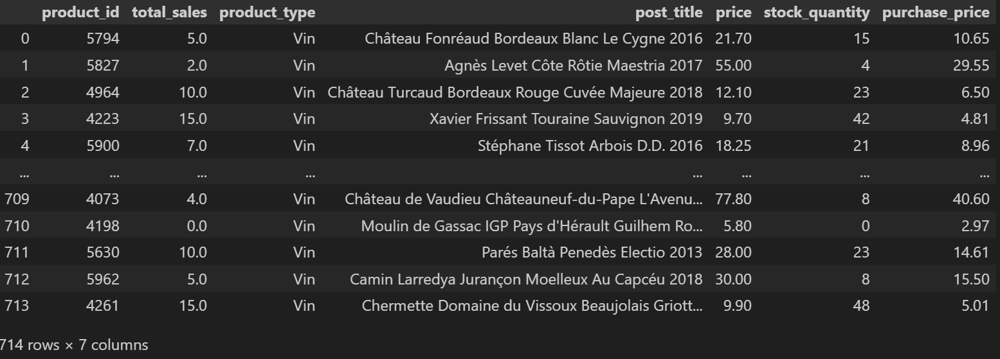 product_id total_sales product_type post_title price stock_quantity purchase_price
0 5794 5.0 Vin Château Fonréaud Bordeaux Blanc Le Cygne 2016 21.70 15 10.65
1 5827 2.0 Vin Agnès Levet Côte Rôtie Maestria 2017 55.00 4 29.55
2 4964 10.0 Vin Château Turcaud Bordeaux Rouge Cuvée Majeure 2018 12.10 23 6.50
3 4223 15.0 Vin Xavier Frissant Touraine Sauvignon 2019 9.70 42 4.81
4 5900 7.0 Vin Stéphane Tissot Arbois D.D. 2016 18.25 21 8.96
... ... ... ... ... ... ... ...
709 4073 4.0 Vin Château de Vaudieu Châteauneuf-du-Pape L'Avenu... 77.80 8 40.60
710 4198 0.0 Vin Moulin de Gassac IGP Pays d'Hérault Guilhem Ro... 5.80 0 2.97
711 5630 10.0 Vin Parés Baltà Penedès Electio 2013 28.00 23 14.61
712 5962 5.0 Vin Camin Larredya Jurançon Moelleux Au Capcéu 2018 30.00 8 15.50
713 4261 15.0 Vin Chermette Domaine du Vissoux Beaujolais Griott... 9.90 48 5.01
714 rows × 7 columns